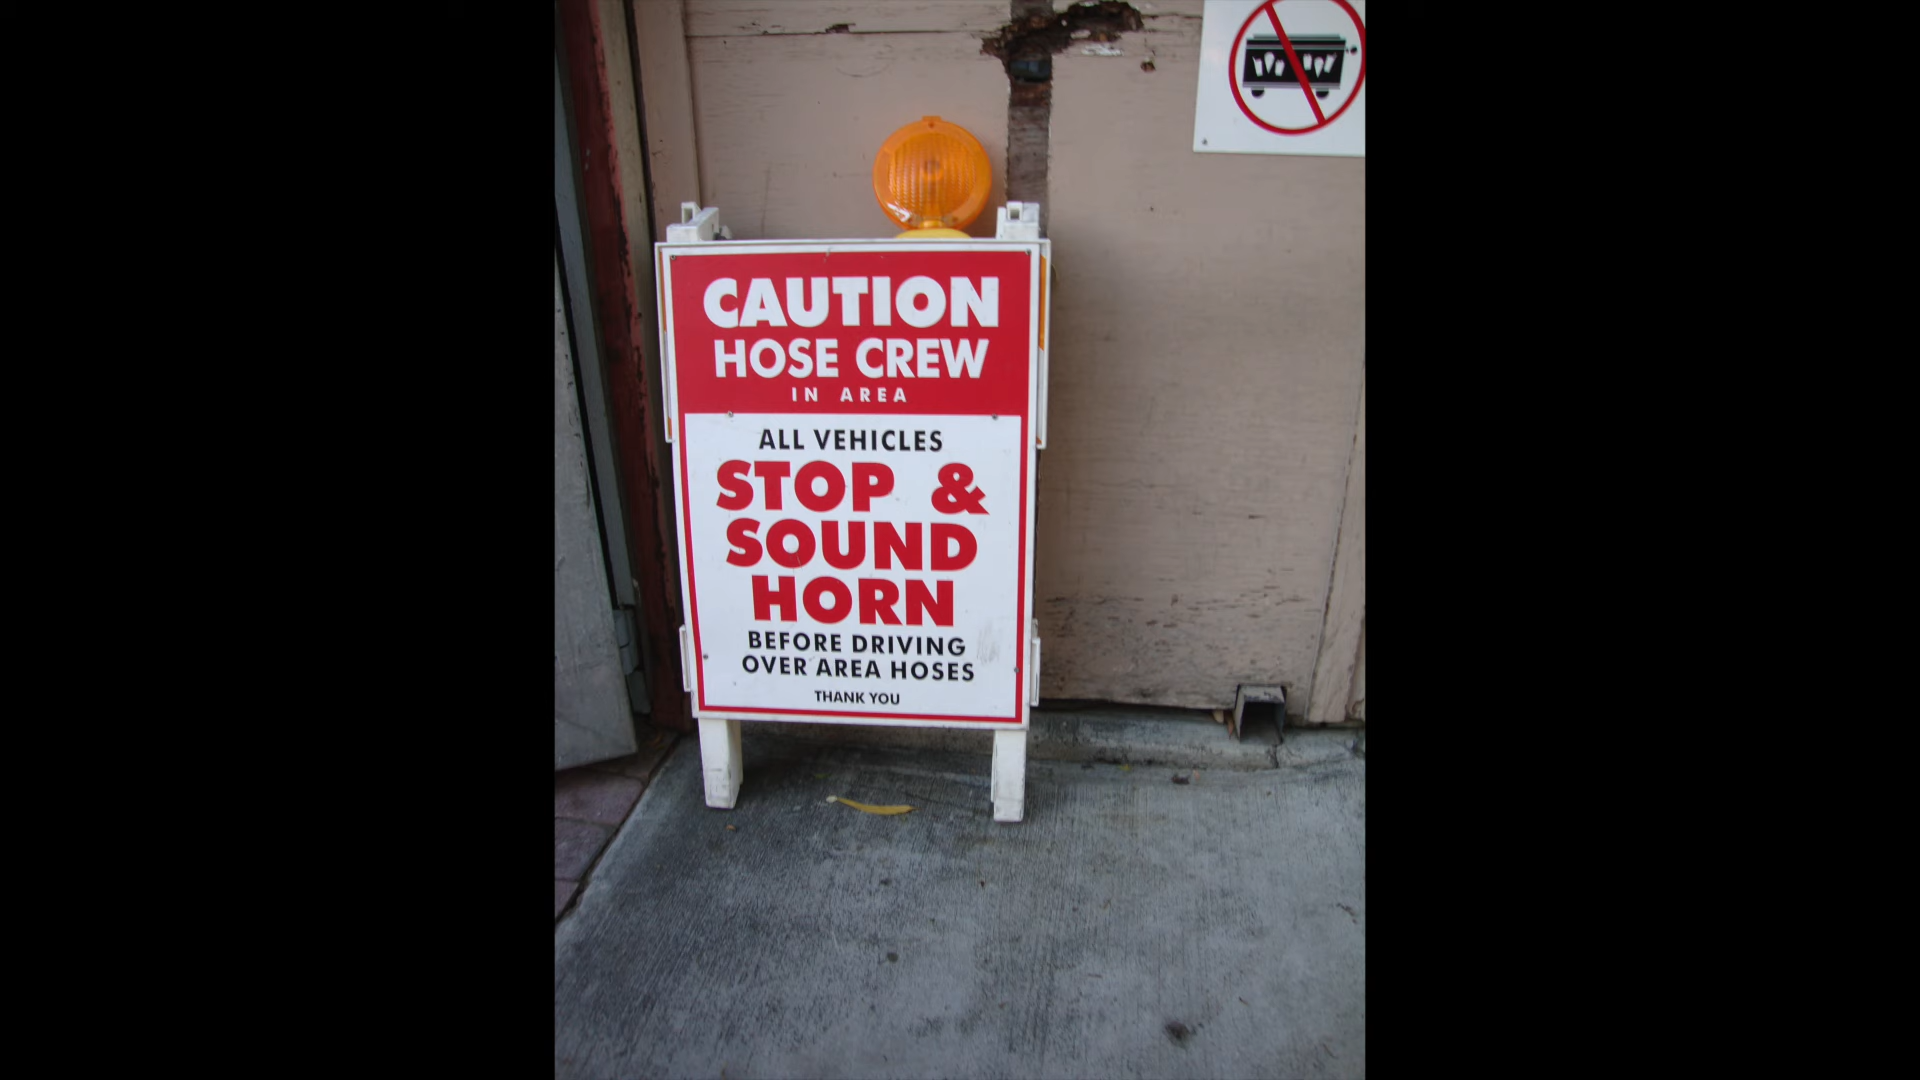 CAUTION
HOSE CREW
IN AREA
ALL VEHICLES
STOP &
SOUND
HORN
BEFORE DRIVING
OVER AREA HOSES
THANK YOU